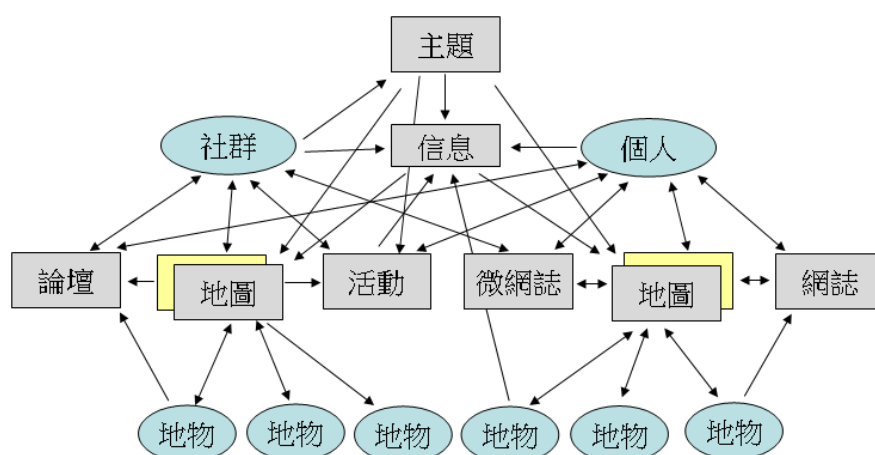 主題
社群
信息
個人
論壇
地圖
活動
微網誌
地圖
網誌
地物
地物
地物
地物
地物
地物